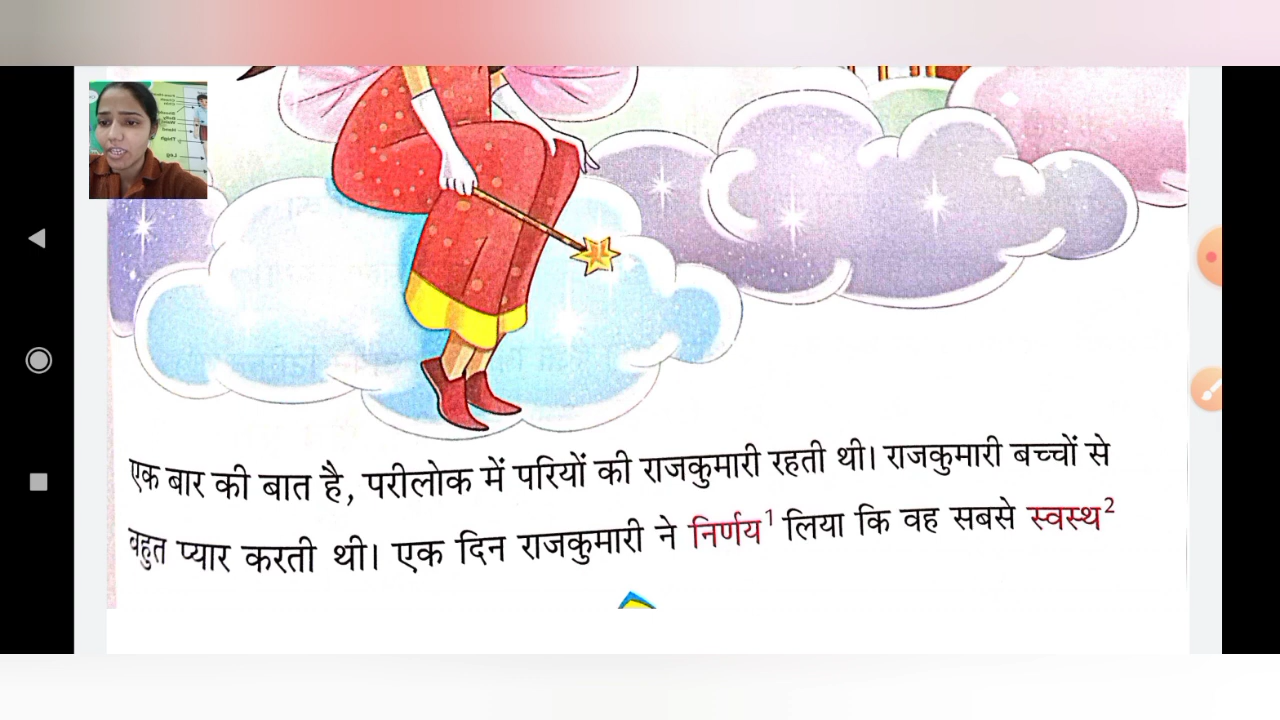 एक बार की बात है, परीलोक में परियों की राजकुमारी रहती थी। राजकुमारी बच्चों से
बहुत प्यार करती थी। एक दिन राजकुमारी ने निर्णय¹ लिया कि वह सबसे स्वस्थ²